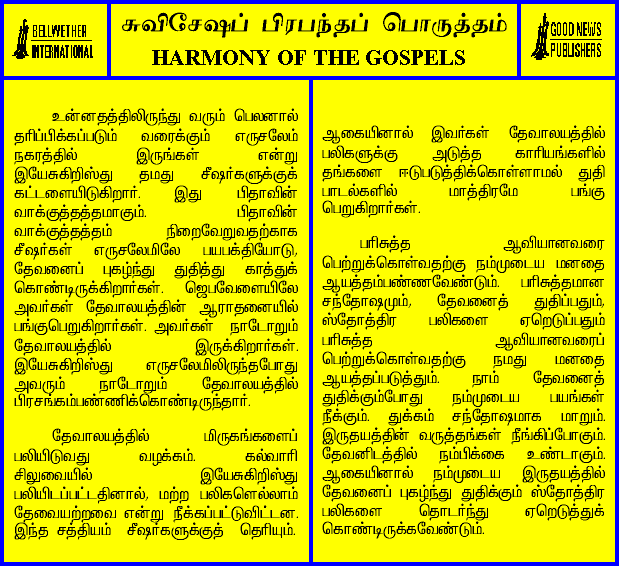 BELLWETHER
INTERNATIONAL
சுவிசேஷப் பிரபந்தப் பொருத்தம்
HARMONY OF THE GOSPELS
GOOD NEWS
PUBLISHERS
உன்னதத்திலிருந்து வரும் பெலனால்
தரிப்பிக்கப்படும் வரைக்கும் எருசலேம்
நகரத்தில் இருங்கள் என்று
இயேசுகிறிஸ்து தமது சீஷர்களுக்குக்
கட்டளையிடுகிறார். இது பிதாவின்
வாக்குத்தத்தமாகும். பிதாவின்
வாக்குத்தத்தம் நிறைவேறுவதற்காக
சீஷர்கள் எருசலேமிலே பயபக்தியோடு,
தேவனைப் புகழ்ந்து துதித்து காத்துக்
கொண்டிருக்கிறார்கள். ஜெபவேளையிலே
அவர்கள் தேவாலயத்தின் ஆராதனையில்
பங்குபெறுகிறார்கள். அவர்கள் நாடோறும்
தேவாலயத்தில் இருக்கிறார்கள்.
இயேசுகிறிஸ்து எருசலேமிலிருந்தபோது
அவரும் நாடோறும் தேவாலயத்தில்
பிரசங்கம்பண்ணிக்கொண்டிருந்தார்.
தேவாலயத்தில் மிருகங்களைப்
பலியிடுவது வழக்கம். கல்வாரி
சிலுவையில் இயேசுகிறிஸ்து
பலியிடப்பட்டதினால், மற்ற பலிகளெல்லாம்
தேவையற்றவை என்று நீக்கப்பட்டுவிட்டன.
இந்த சத்தியம் சீஷர்களுக்குத் தெரியும்.
ஆகையினால் இவர்கள் தேவாலயத்தில்
பலிகளுக்கு அடுத்த காரியங்களில்
தங்களை ஈடுபடுத்திக்கொள்ளாமல் துதி
பாடல்களில் மாத்திரமே பங்கு
பெறுகிறார்கள்.
பரிசுத்த ஆவியானவரை
பெற்றுக்கொள்வதற்கு நம்முடைய மனதை
ஆயத்தம்பண்ணவேண்டும். பரிசுத்தமான
சந்தோஷமும், தேவனைத் துதிப்பதும்,
ஸ்தோத்திர பலிகளை ஏறெடுப்பதும்
பரிசுத்த ஆவியானவரைப்
பெற்றுக்கொள்வதற்கு நமது மனதை
ஆயத்தப்படுத்தும். நாம் தேவனைத்
துதிக்கும்போது நம்முடைய பயங்கள்
நீக்கும். துக்கம் சந்தோஷமாக மாறும்.
இருதயத்தின் வருத்தங்கள் நீங்கிப்போகும்.
தேவனிடத்தில் நம்பிக்கை உண்டாகும்.
ஆகையினால் நம்முடைய இருதயத்தில்
தேவனைப் புகழ்ந்து துதிக்கும் ஸ்தோத்திர
பலிகளை தொடர்ந்து ஏறெடுத்துக்
கொண்டிருக்கவேண்டும்.